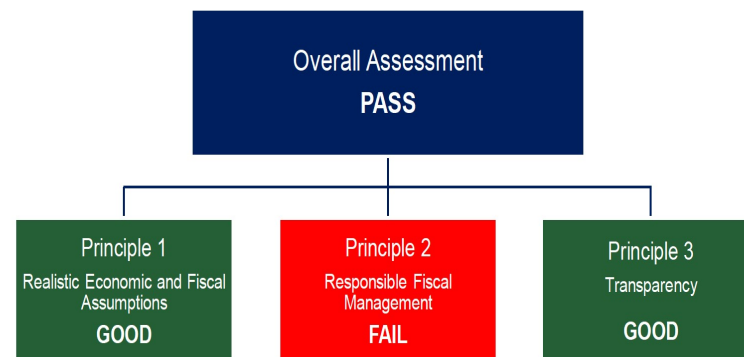 Overall Assessment
PASS
Principle 1
Realistic Economic and Fiscal
Assumptions
GOOD
Principle 2
Responsible Fiscal
Management
FAIL
Principle 3
Transparency
GOOD